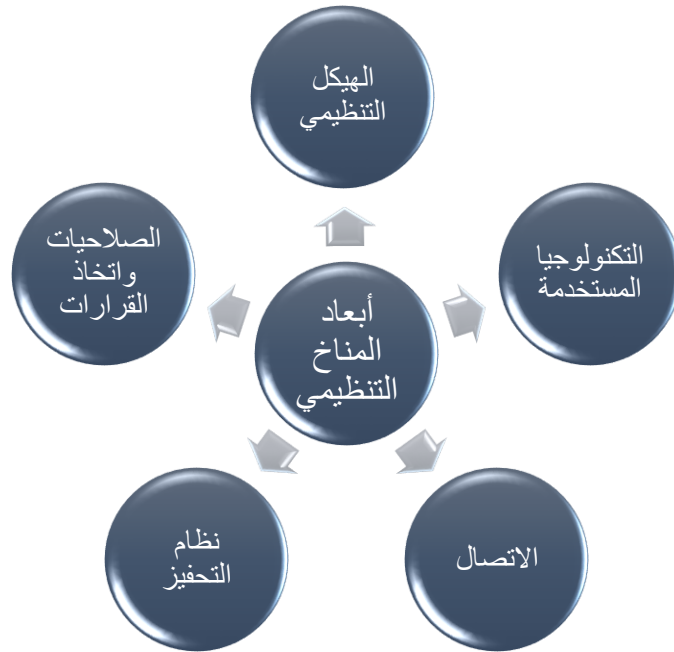 الهيكل
التنظيمي
التكنولوجيا
المستخدمة
الصلاحيات
واتخاذ
القرارات
أبعاد
المناخ
التنظيمي
الاتصال
نظام
التحفيز